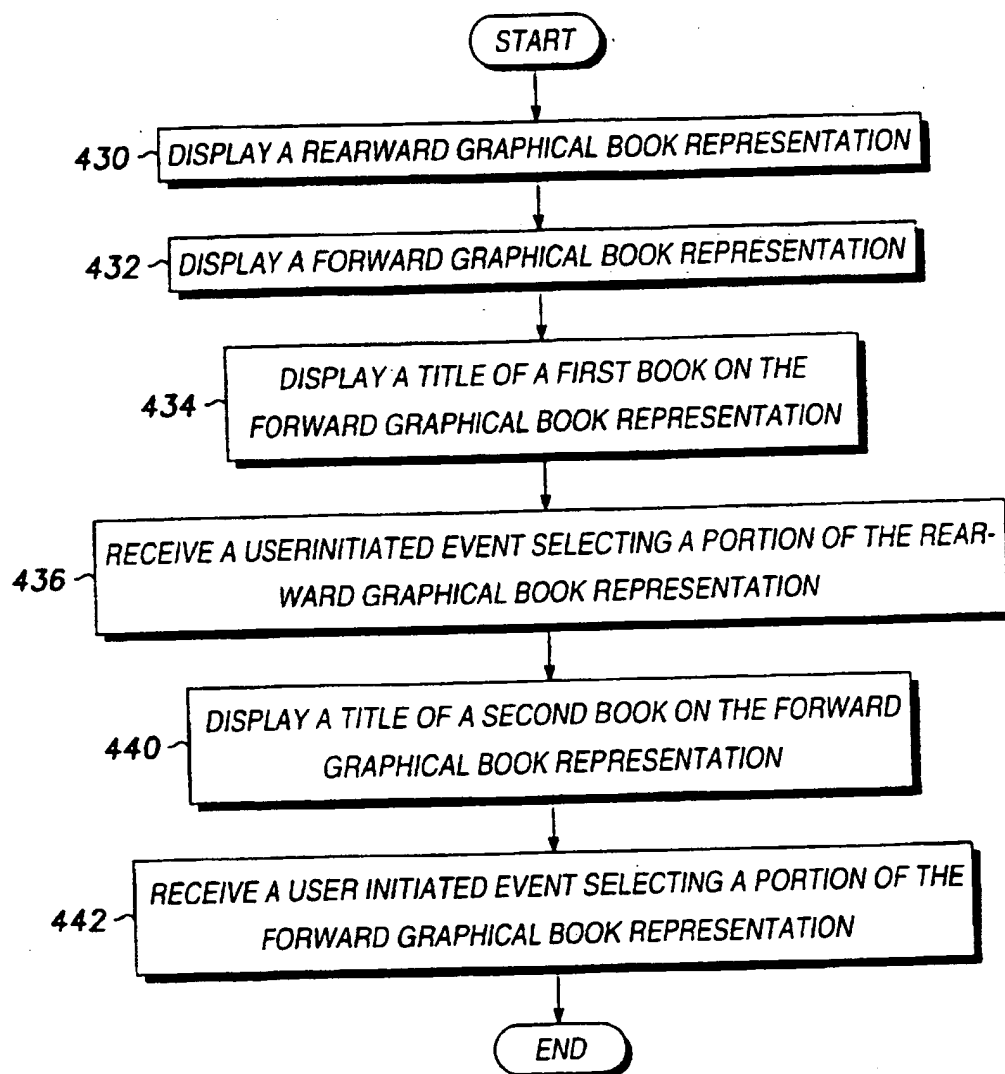 START
430
DISPLAY A REARWARD GRAPHICAL BOOK REPRESENTATION
432
DISPLAY A FORWARD GRAPHICAL BOOK REPRESENTATION
434
DISPLAY A TITLE OF A FIRST BOOK ON THE
FORWARD GRAPHICAL BOOK REPRESENTATION
436
RECEIVE A USERINITIATED EVENT SELECTING A PORTION OF THE REAR-
WARD GRAPHICAL BOOK REPRESENTATION
440
DISPLAY A TITLE OF A SECOND BOOK ON THE FORWARD
GRAPHICAL BOOK REPRESENTATION
442
RECEIVE A USER INITIATED EVENT SELECTING A PORTION OF THE
FORWARD GRAPHICAL BOOK REPRESENTATION
END